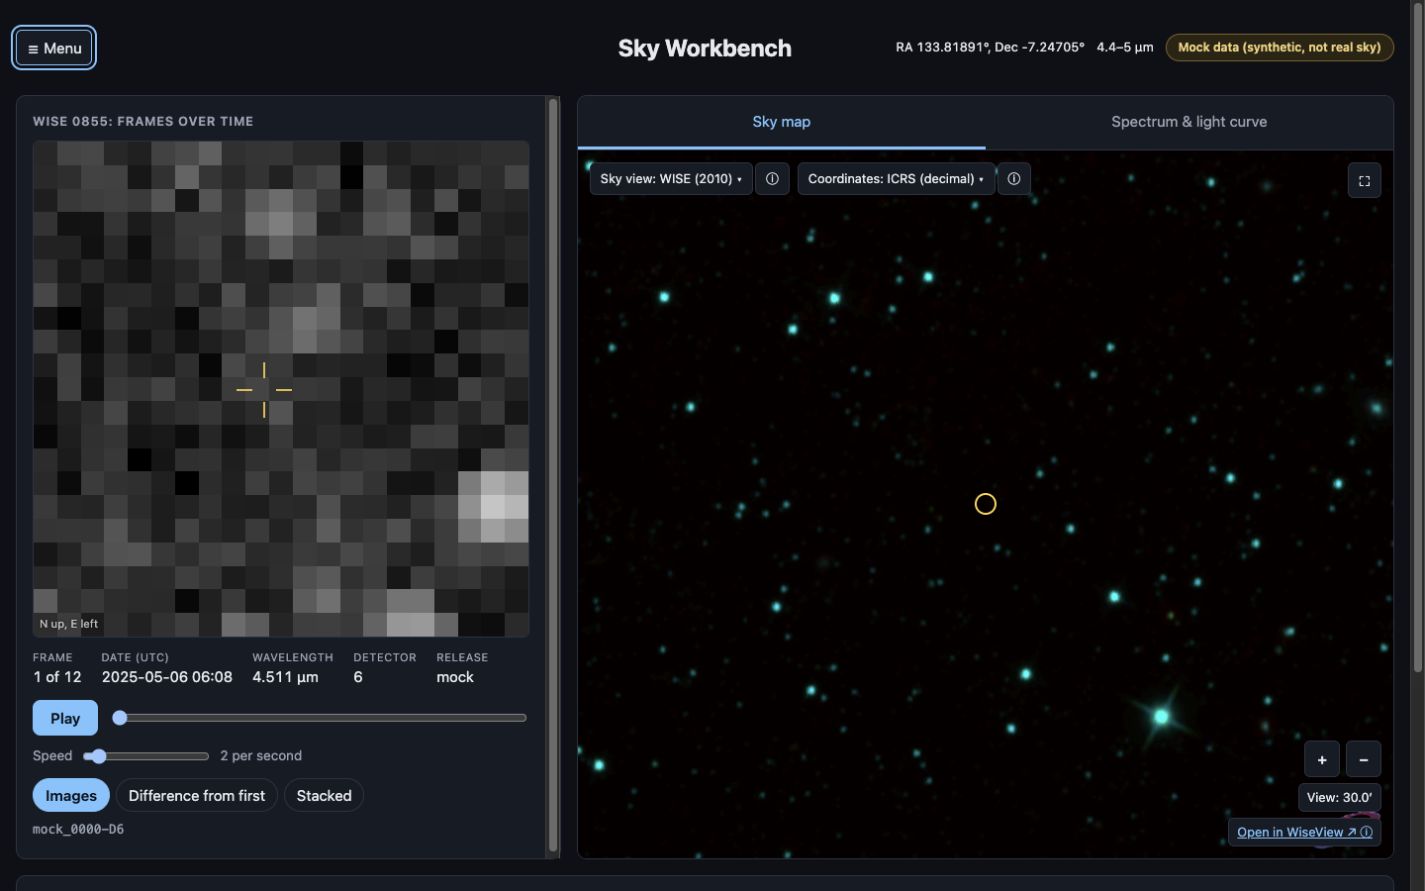 ≡ Menu
Sky Workbench
RA 133.81891°, Dec -7.24705° 4.4–5 μm
Mock data (synthetic, not real sky)
WISE 0855: FRAMES OVER TIME
N up, E left
FRAME DATE (UTC) WAVELENGTH DETECTOR RELEASE
1 of 12 2025-05-06 06:08 4.511 μm 6 mock
Play
Speed 2 per second
Images Difference from first Stacked
mock_0000-D6
Sky map Spectrum & light curve
Sky view: WISE (2010) ▾ ⓘ Coordinates: ICRS (decimal) ▾ ⓘ
+ −
View: 30.0′
Open in WiseView ↗ ⓘ